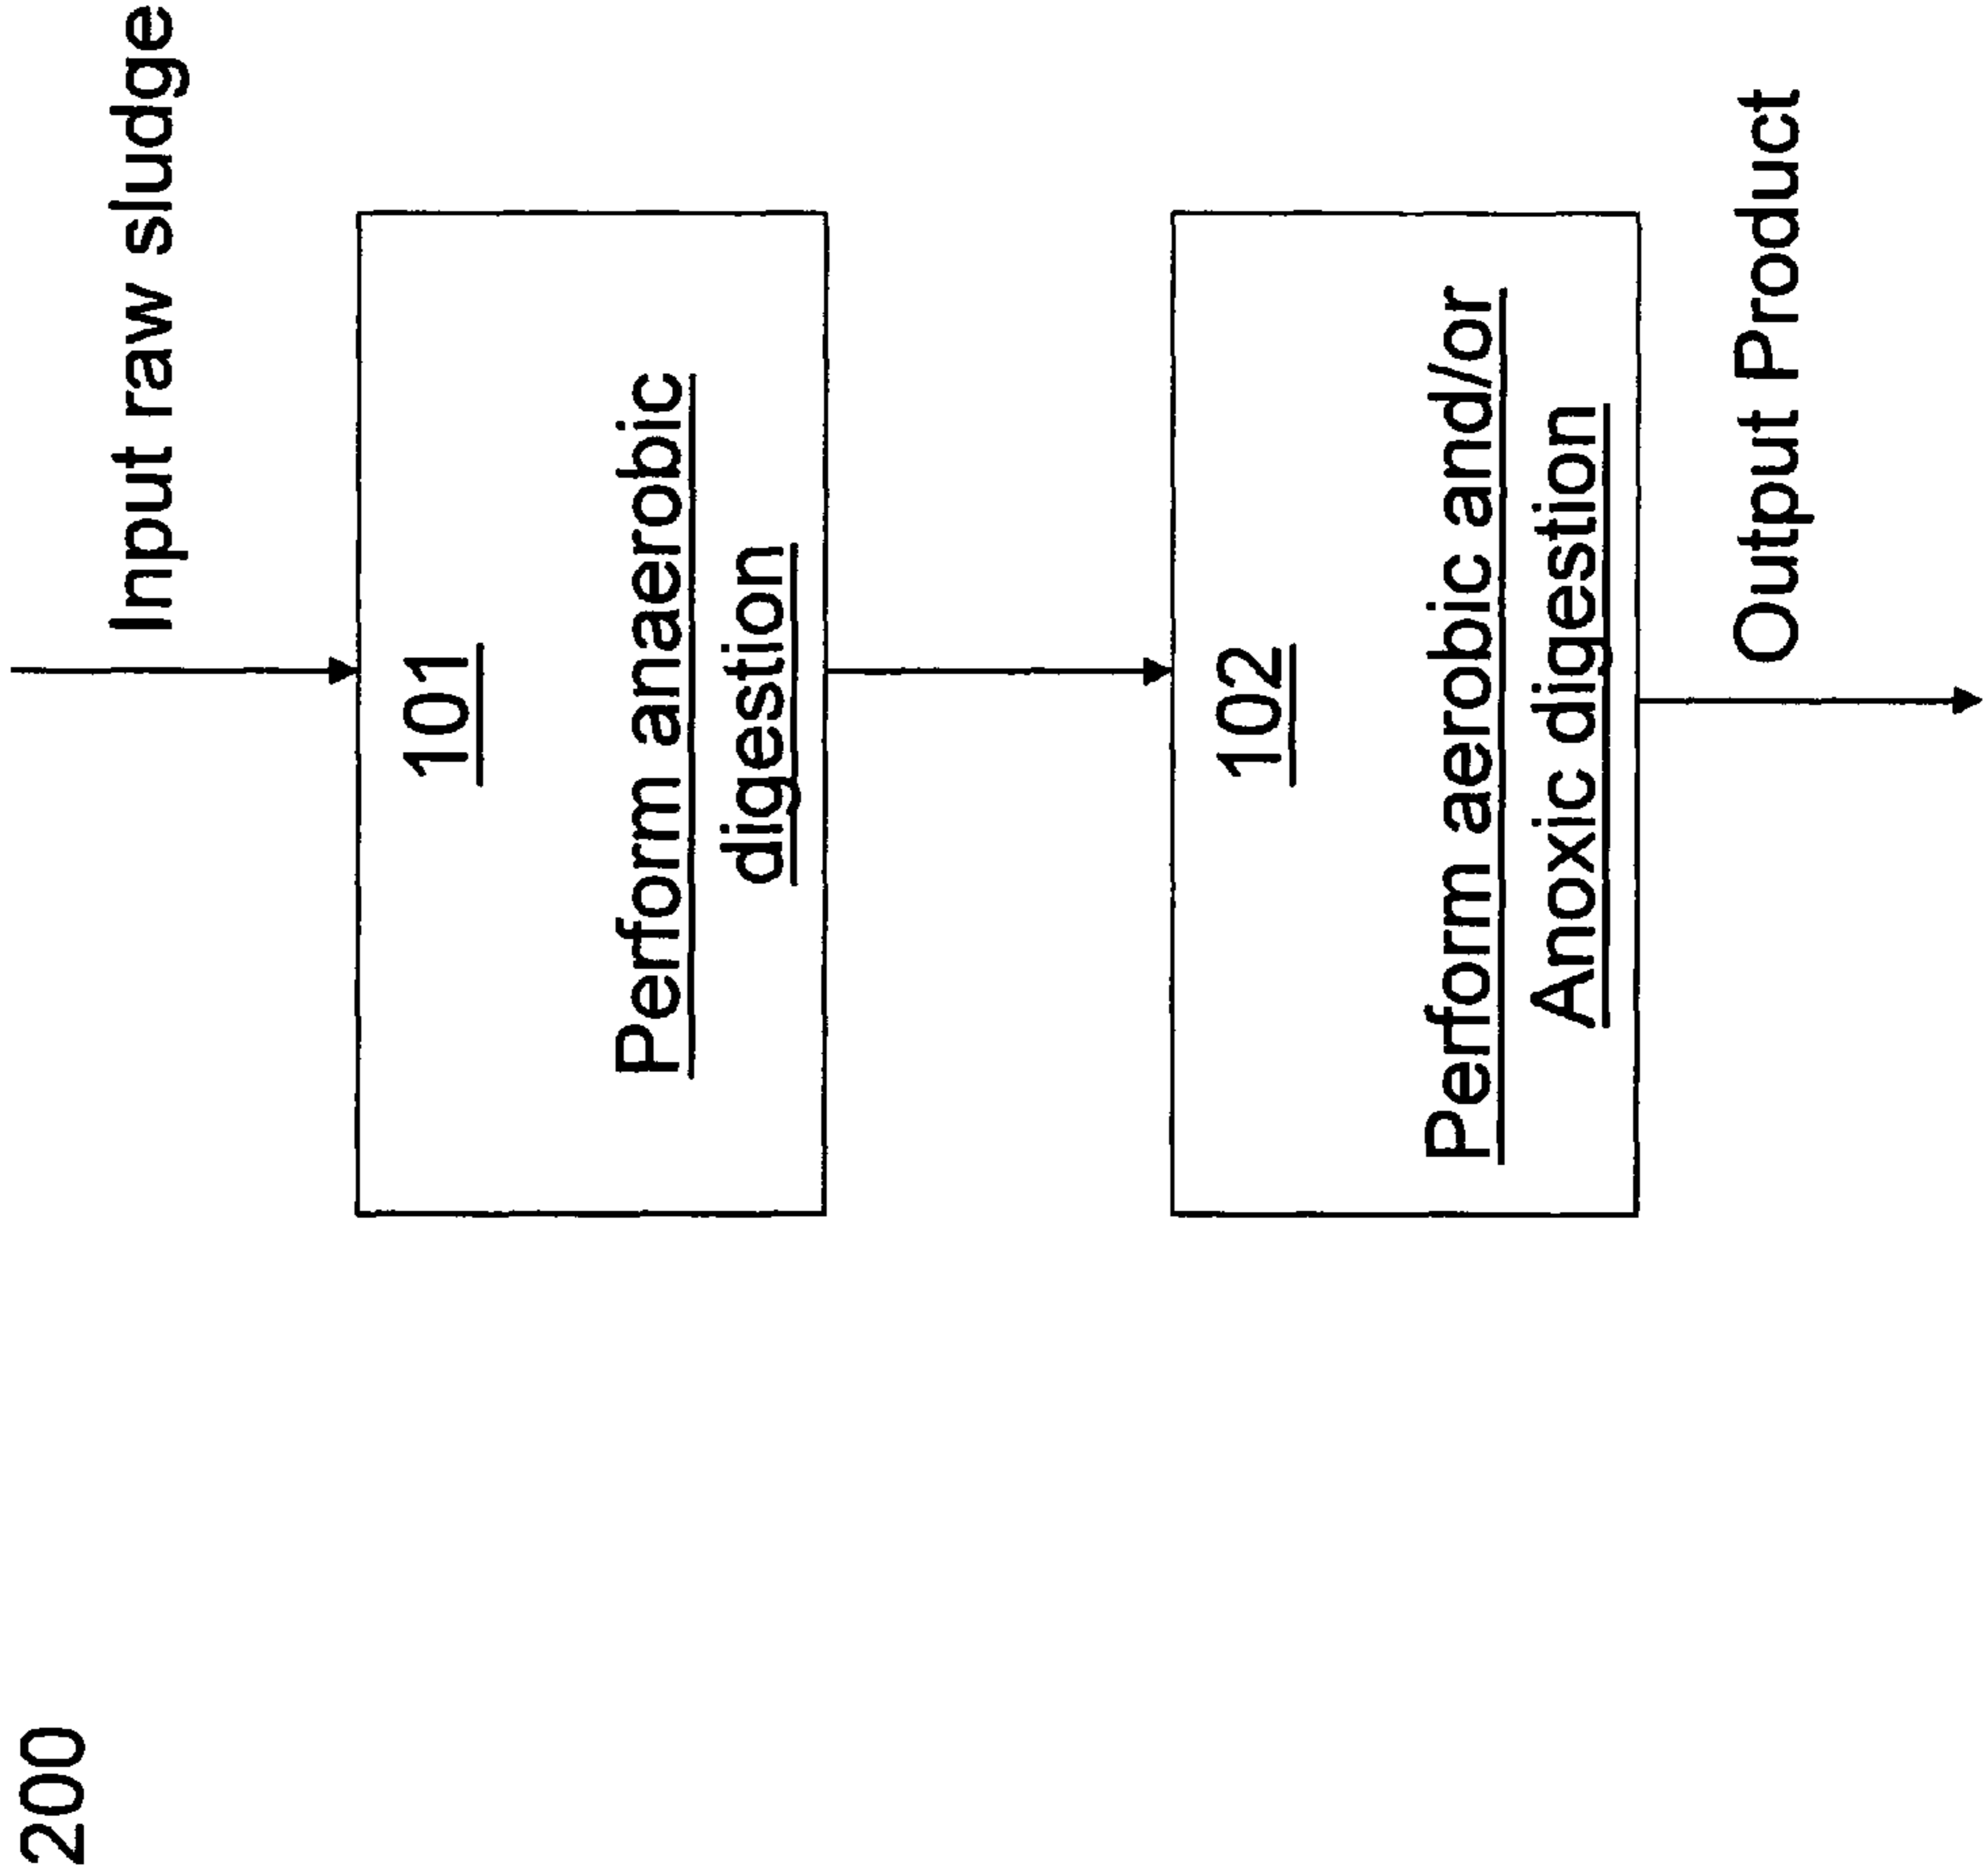 200
Input raw sludge
101
Perform anaerobic
digestion
102
Perform aerobic and/or
Anoxic digestion
Output Product